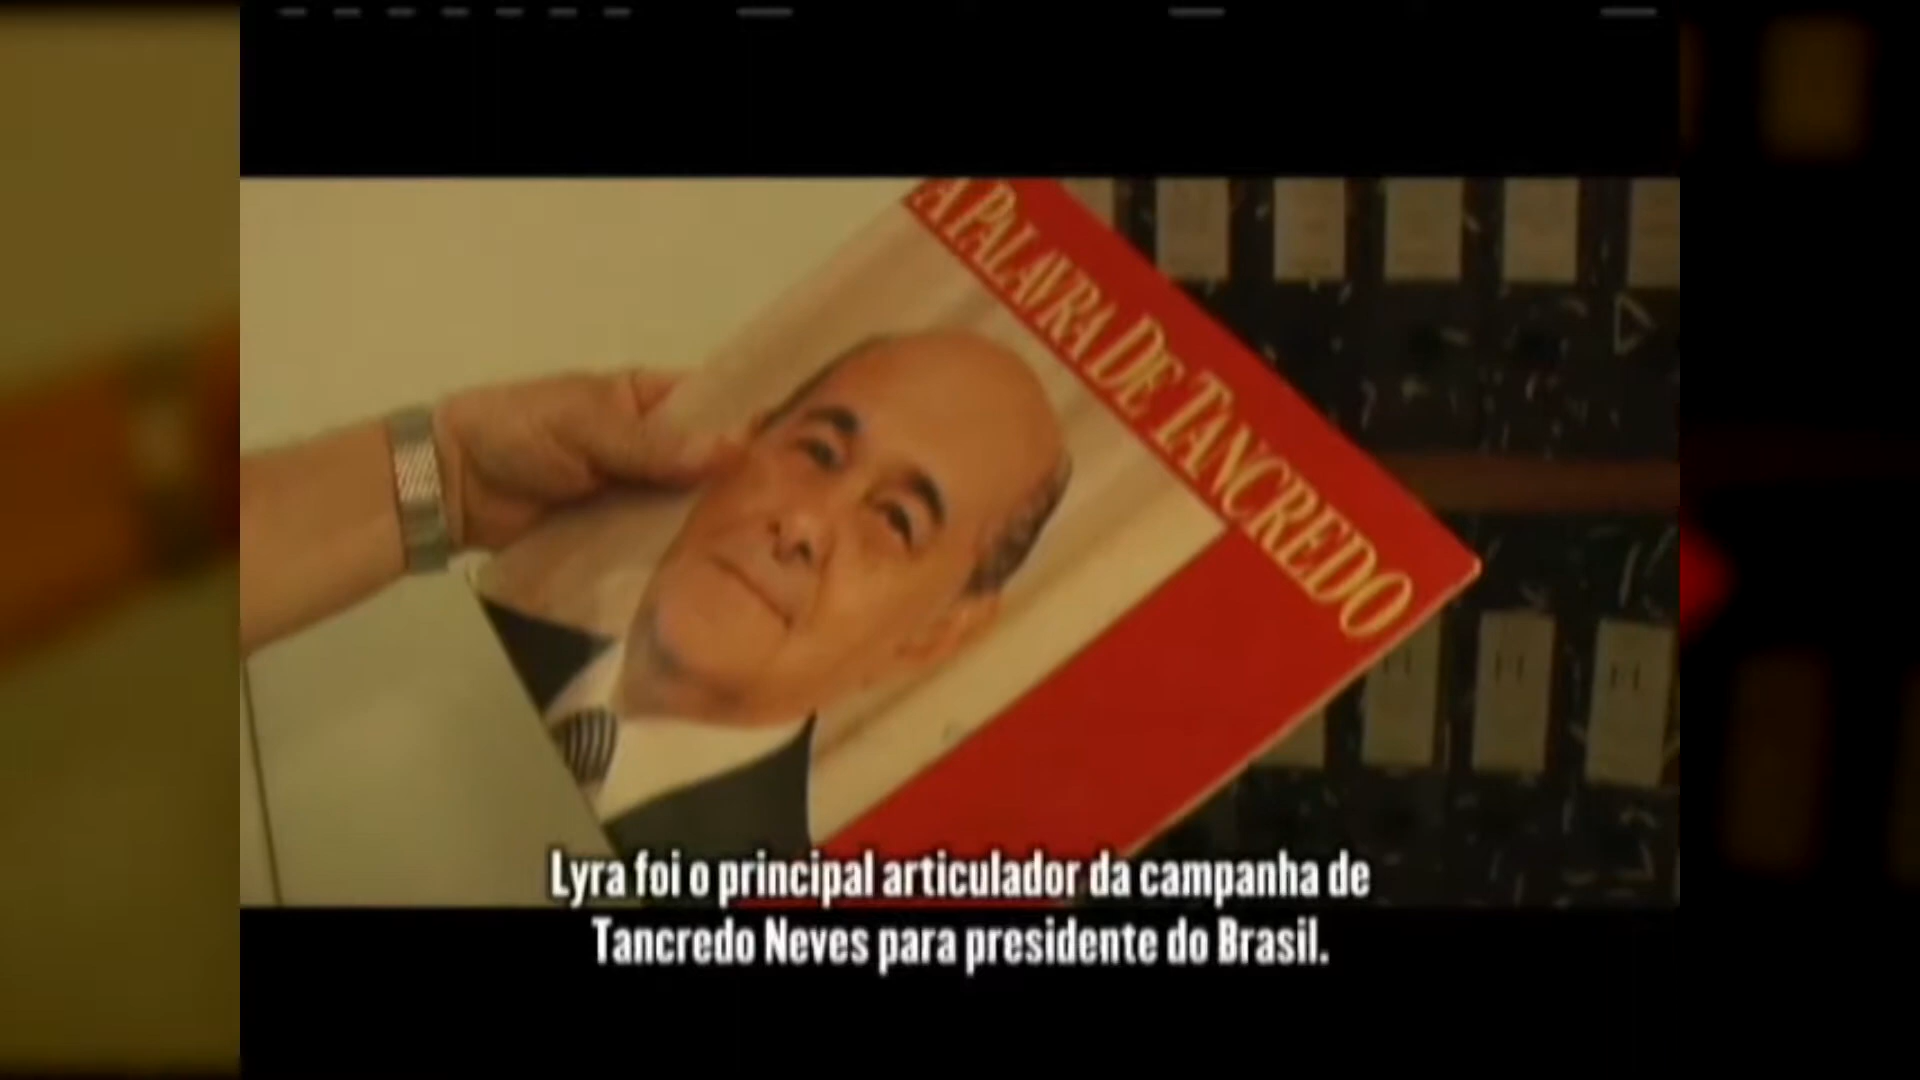 A PALAVRA DE TANCREDO
Lyra foi o principal articulador da campanha de
Tancredo Neves para presidente do Brasil.